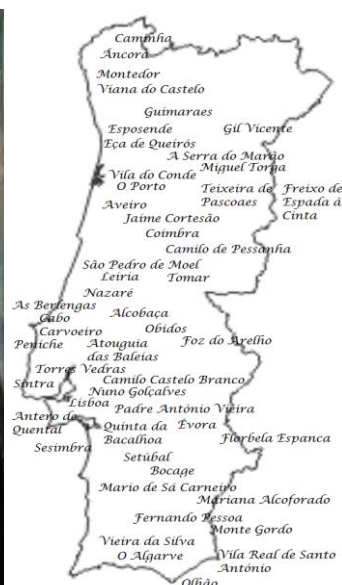 Caminha
Áncora
Montedor
Viana do Castelo
Guimaraes
Esposende Gil Vicente
Eça de Queirós
A Serra do Marão
Miguel Torga
Vila do Conde
O Porto
Teixeira de Freixo de
Aveiro Pascoaes Espada à
Jaime Cortesão Cinta
Coimbra
Camilo de Pessanha
São Pedro de Moel
Leiria Tomar
Nazaré
As Berlengas Alcobaça
Cabo
Carvoeiro Obidos
Peniche Atouguia Foz do Arelho
das Baleias
Torres Vedras
Sintra Camilo Castelo Branco
Nuno Golçalves
Lisboa
Padre António Vieira
Antero de
Quental
Quinta da Évora
Bacalhoa Florbela Espanca
Sesimbra
Setúbal
Bocage
Mario de Sá Carneiro
Mariana Alcoforado
Fernando Pessoa
Monte Gordo
Vieira da Silva
O Algarve Vila Real de Santo
António
Olhão